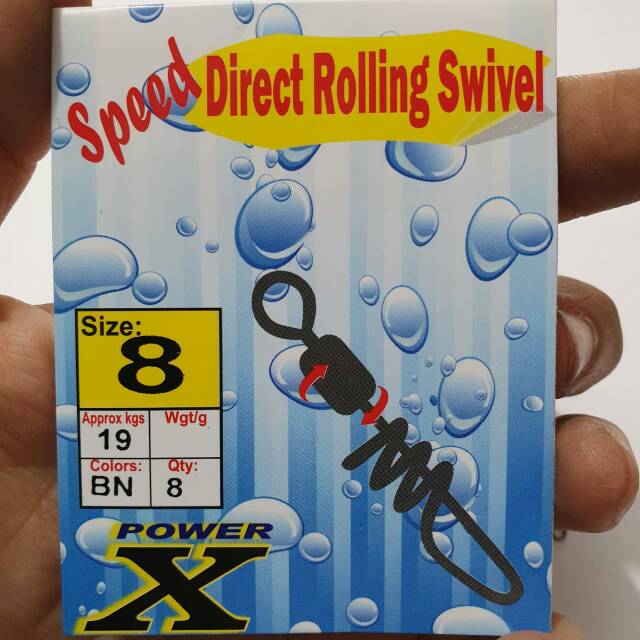 Speed Direct Rolling Swivel
Size:
8
Approx kgs Wgt/g
19
Colors: Qty:
BN 8
POWER
X